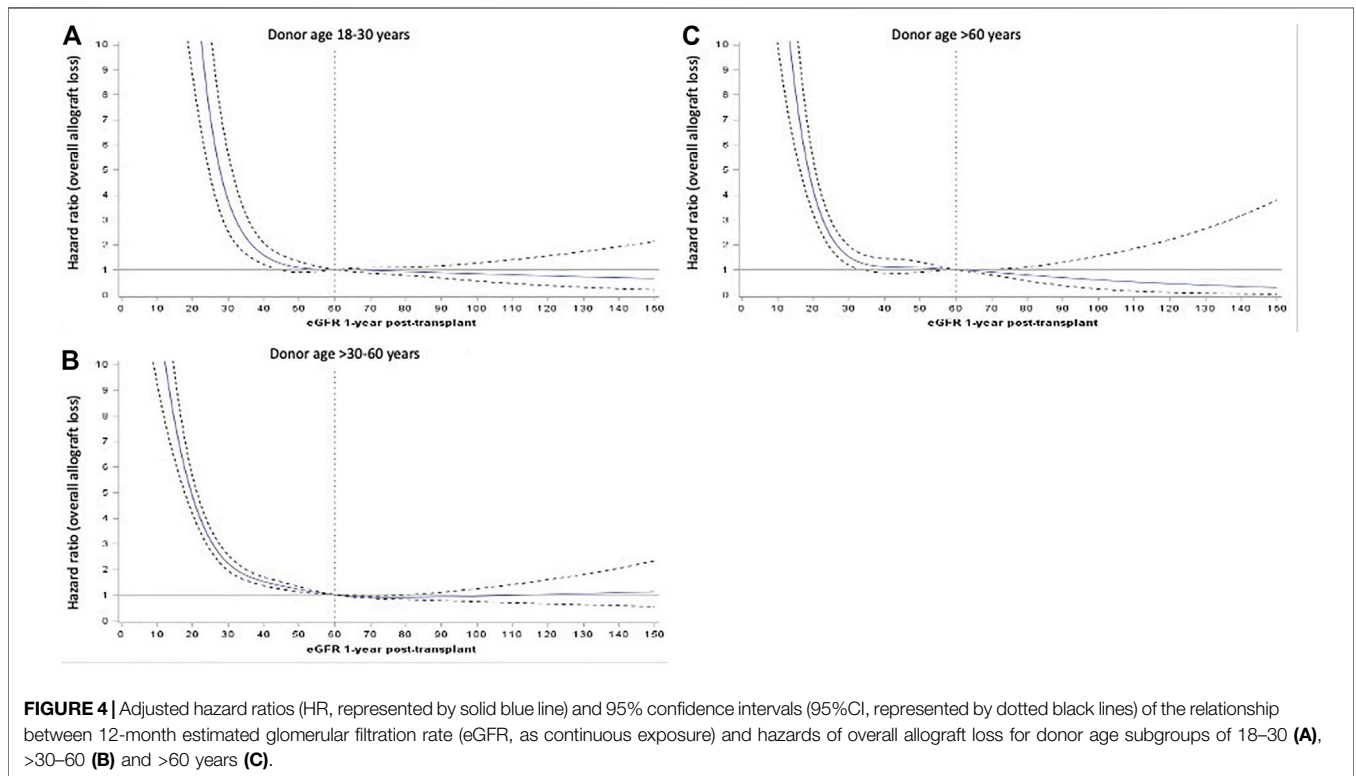 A
Donor age 18-30 years
Hazard ratio (overall allograft loss)
10
9
8
7
6
5
4
3
2
1
0
0 10 20 30 40 50 60 70 80 90 100 110 120 130 140 150
eGFR 1-year post-transplant
C
Donor age >60 years
Hazard ratio (overall allograft loss)
10
9
8
7
6
5
4
3
2
1
0
0 10 20 30 40 50 60 70 80 90 100 110 120 130 140 150
eGFR 1-year post-transplant
B
Donor age >30-60 years
Hazard ratio (overall allograft loss)
10
9
8
7
6
5
4
3
2
1
0
0 10 20 30 40 50 60 70 80 90 100 110 120 130 140 150
eGFR 1-year post-transplant
FIGURE 4 | Adjusted hazard ratios (HR, represented by solid blue line) and 95% confidence intervals (95%CI, represented by dotted black lines) of the relationship
between 12-month estimated glomerular filtration rate (eGFR, as continuous exposure) and hazards of overall allograft loss for donor age subgroups of 18–30 (A),
>30–60 (B) and >60 years (C).